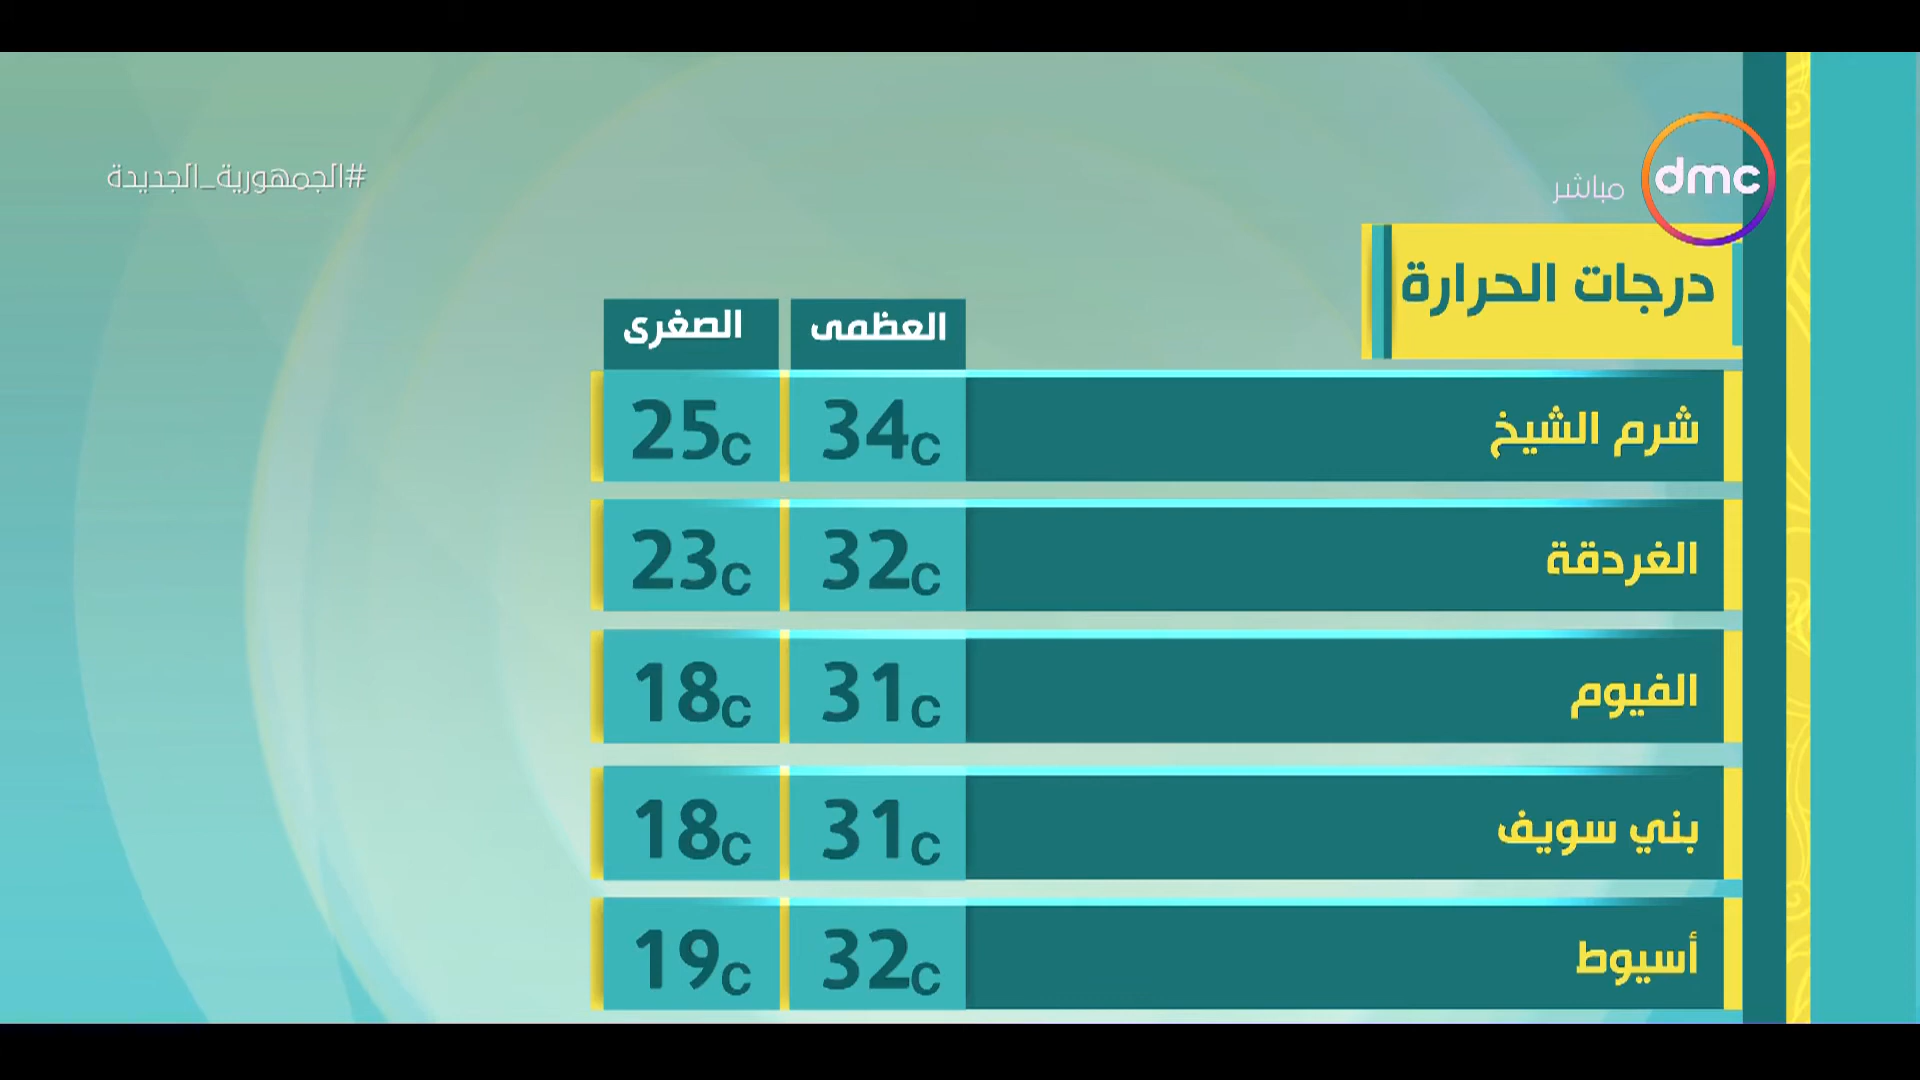 dmc
مباشر
#الجمهورية_الجديدة
درجات الحرارة
العظمى الصغرى
شرم الشيخ 34c 25c
الغردقة 32c 23c
الفيوم 31c 18c
بني سويف 31c 18c
أسيوط 32c 19c